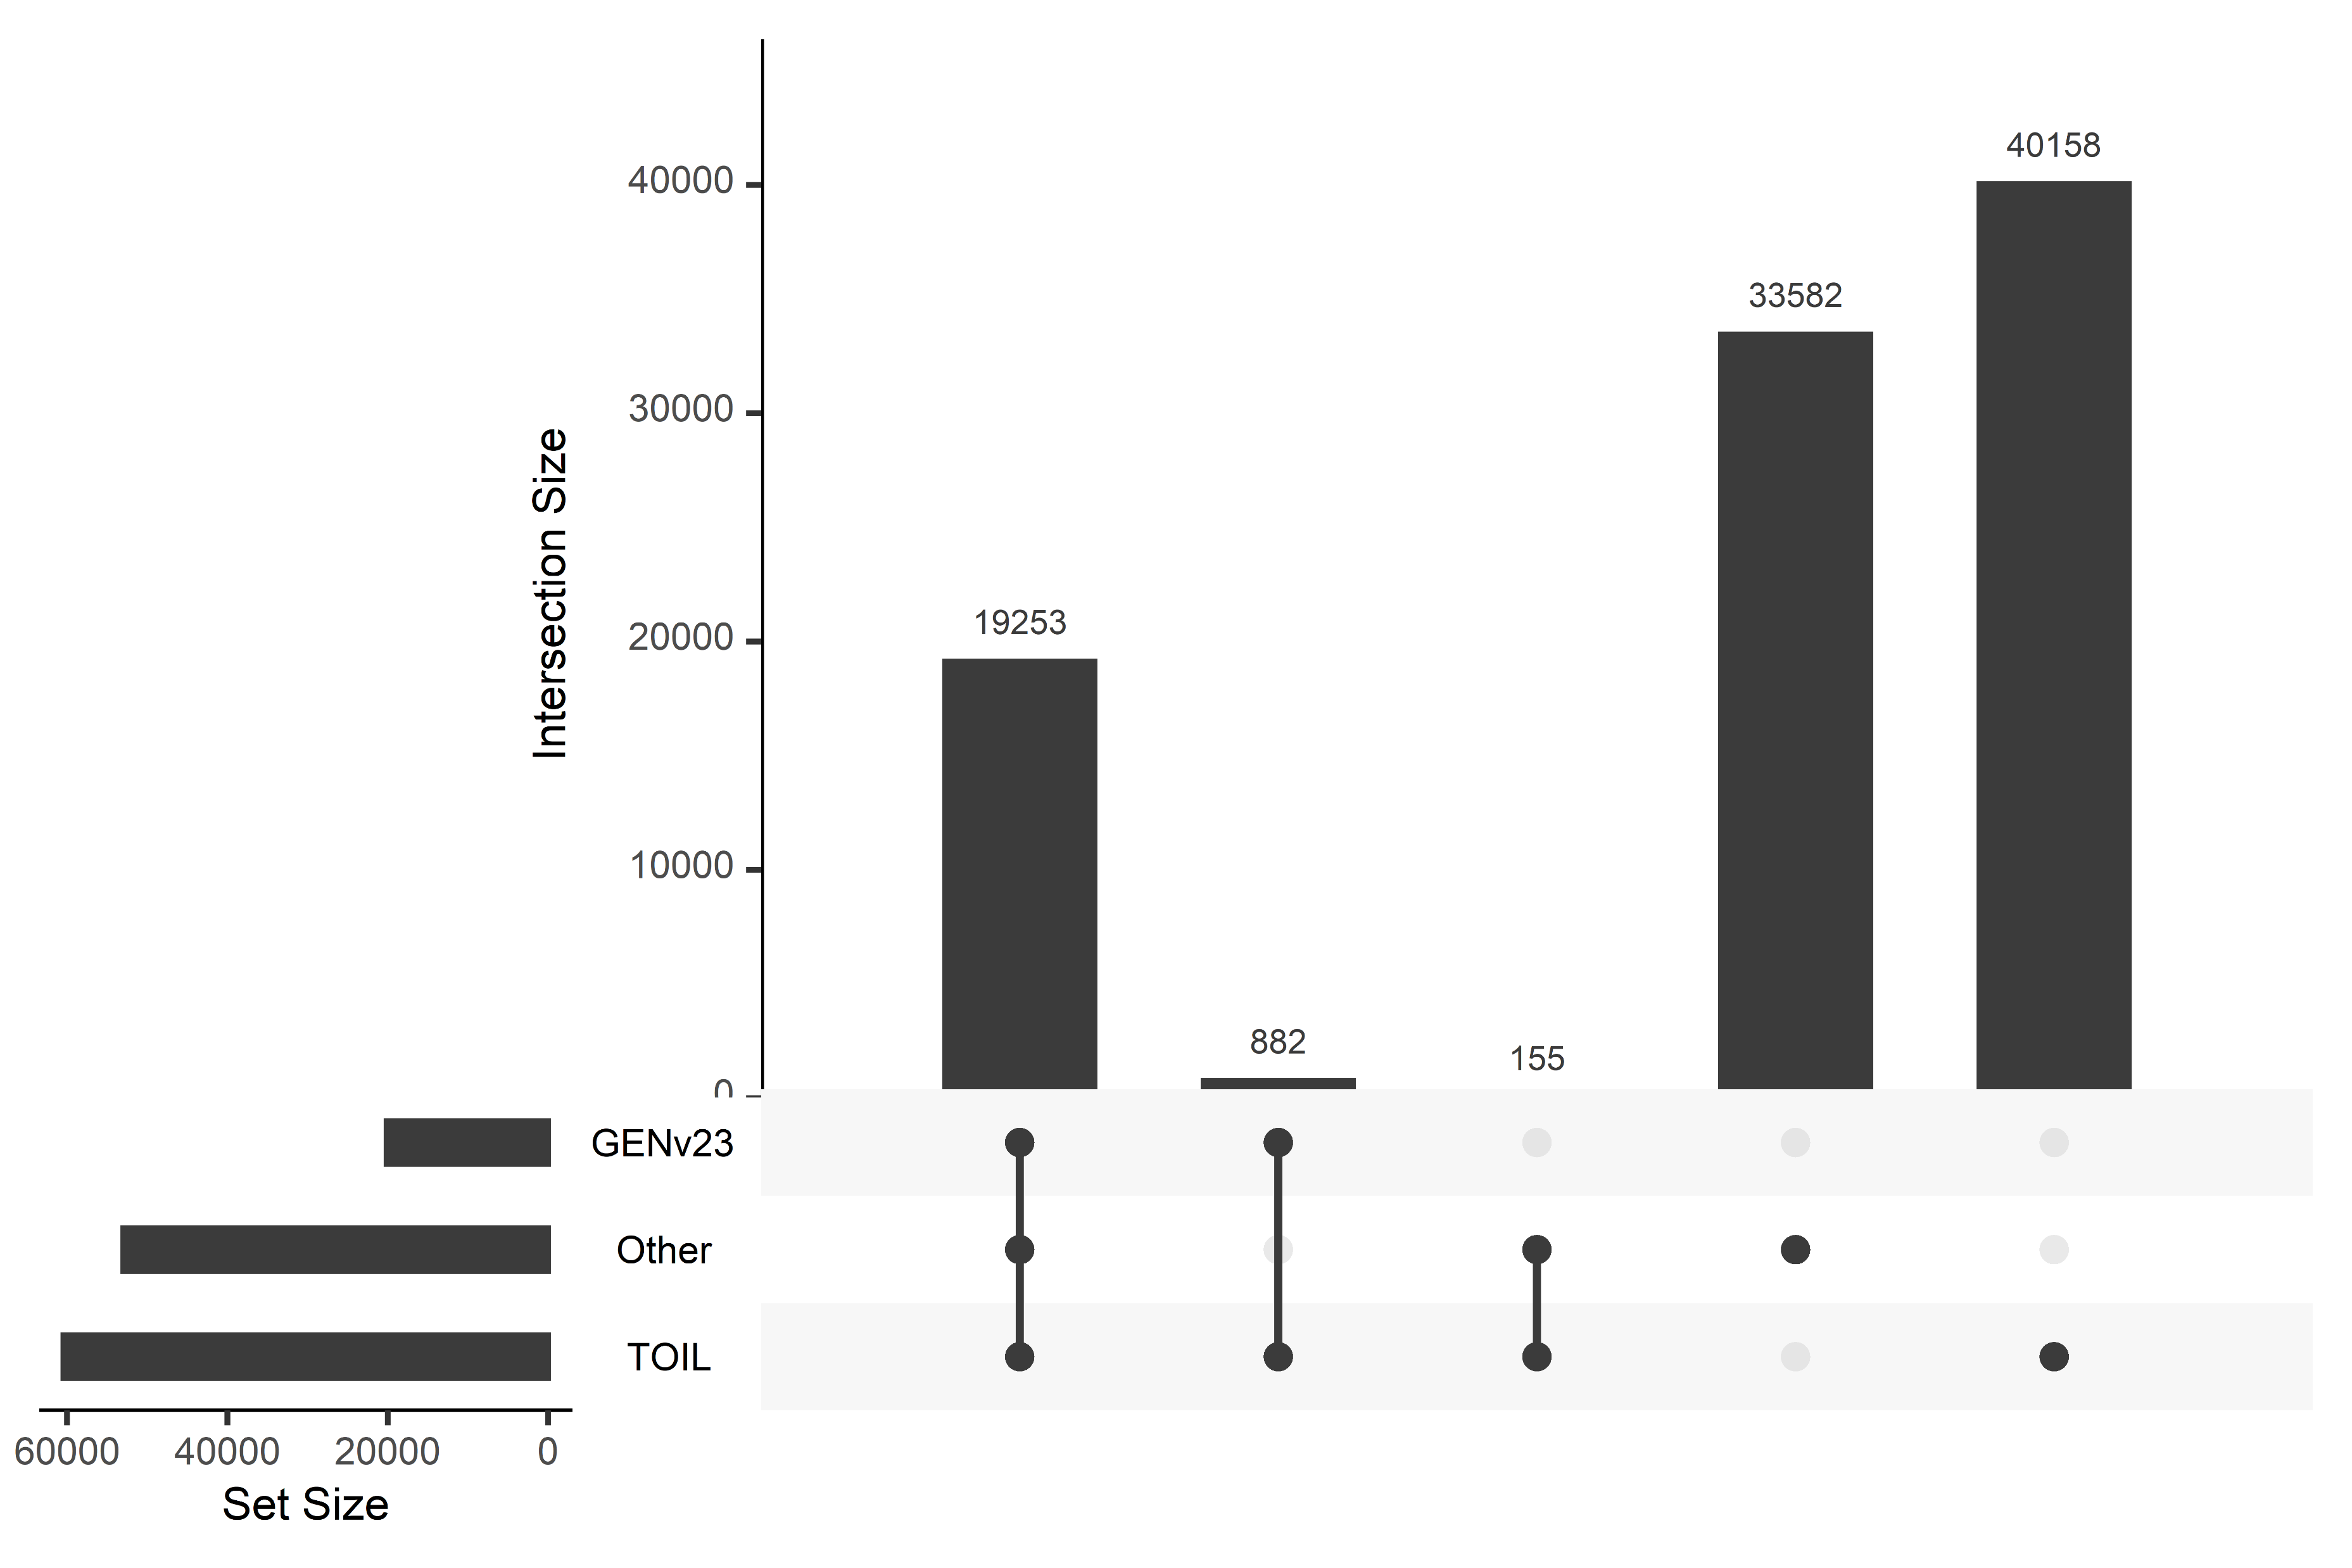 40158
40000
33582
30000
Intersection Size
19253
20000
10000
882
155
0
GENv23
Other
TOIL
60000 40000 20000 0
Set Size